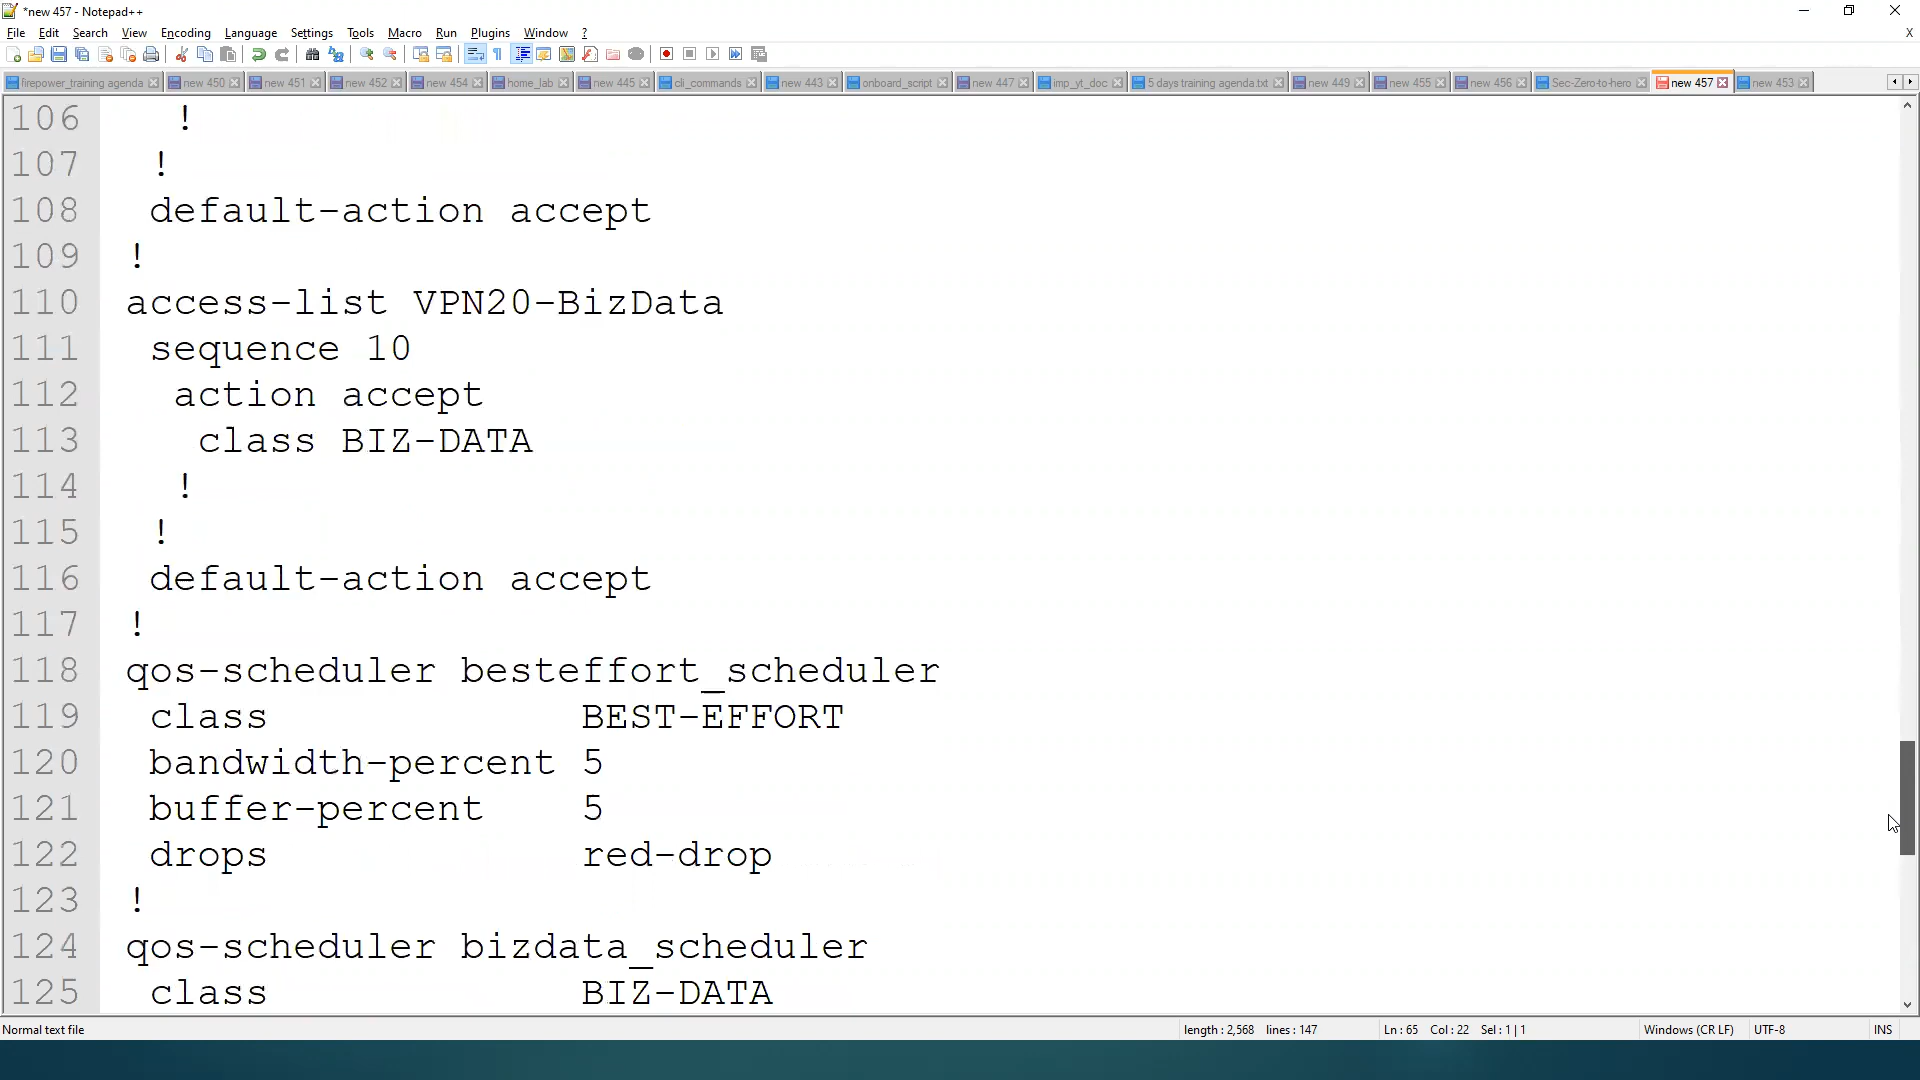 *new 457 - Notepad++
File Edit Search View Encoding Language Settings Tools Macro Run Plugins Window ? X
firepower_training agenda new 450 new 451 new 452 new 454 home_lab new 445 cli_commands new 443 onboard_script new 447 imp_yt_doc 5 days training agenda.txt new 449 new 455 new 456 Sec-Zero-to-hero new 457 new 453
106 !
107 !
108 default-action accept
109 !
110 access-list VPN20-BizData
111 sequence 10
112 action accept
113 class BIZ-DATA
114 !
115 !
116 default-action accept
117 !
118 qos-scheduler besteffort_scheduler
119 class BEST-EFFORT
120 bandwidth-percent 5
121 buffer-percent 5
122 drops red-drop
123 !
124 qos-scheduler bizdata_scheduler
125 class BIZ-DATA
Normal text file length : 2,568 lines : 147 Ln : 65 Col : 22 Sel : 1 | 1 Windows (CR LF) UTF-8 INS